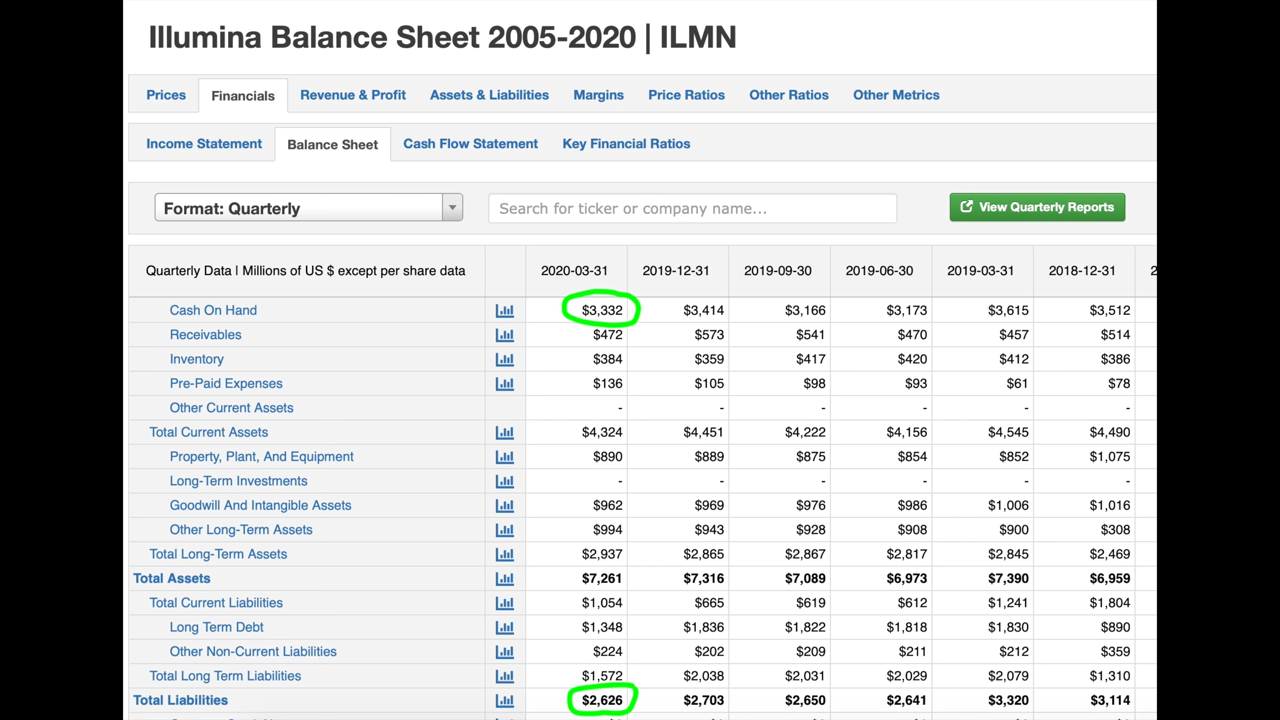 Illumina Balance Sheet 2005-2020 | ILMN
Prices Financials Revenue & Profit Assets & Liabilities Margins Price Ratios Other Ratios Other Metrics
Income Statement Balance Sheet Cash Flow Statement Key Financial Ratios
Format: Quarterly Search for ticker or company name... View Quarterly Reports
Quarterly Data | Millions of US $ except per share data 2020-03-31 2019-12-31 2019-09-30 2019-06-30 2019-03-31 2018-12-31 2
Cash On Hand $3,332 $3,414 $3,166 $3,173 $3,615 $3,512
Receivables $472 $573 $541 $470 $457 $514
Inventory $384 $359 $417 $420 $412 $386
Pre-Paid Expenses $136 $105 $98 $93 $61 $78
Other Current Assets - - - - - -
Total Current Assets $4,324 $4,451 $4,222 $4,156 $4,545 $4,490
Property, Plant, And Equipment $890 $889 $875 $854 $852 $1,075
Long-Term Investments - - - - - -
Goodwill And Intangible Assets $962 $969 $976 $986 $1,006 $1,016
Other Long-Term Assets $994 $943 $928 $908 $900 $308
Total Long-Term Assets $2,937 $2,865 $2,867 $2,817 $2,845 $2,469
Total Assets $7,261 $7,316 $7,089 $6,973 $7,390 $6,959
Total Current Liabilities $1,054 $665 $619 $612 $1,241 $1,804
Long Term Debt $1,348 $1,836 $1,822 $1,818 $1,830 $890
Other Non-Current Liabilities $224 $202 $209 $211 $212 $359
Total Long Term Liabilities $1,572 $2,038 $2,031 $2,029 $2,079 $1,310
Total Liabilities $2,626 $2,703 $2,650 $2,641 $3,320 $3,114